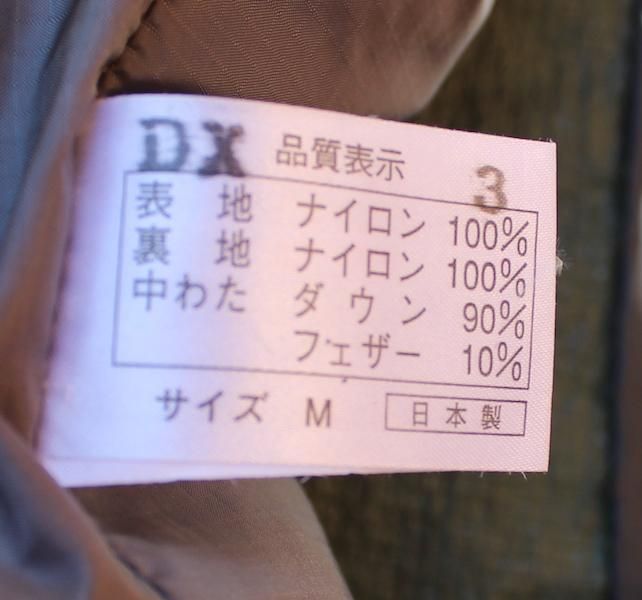 DX 品質表示 3
表地 ナイロン 100%
裏地 ナイロン 100%
中わた ダウン 90%
フェザー 10%
サイズ M 日本製